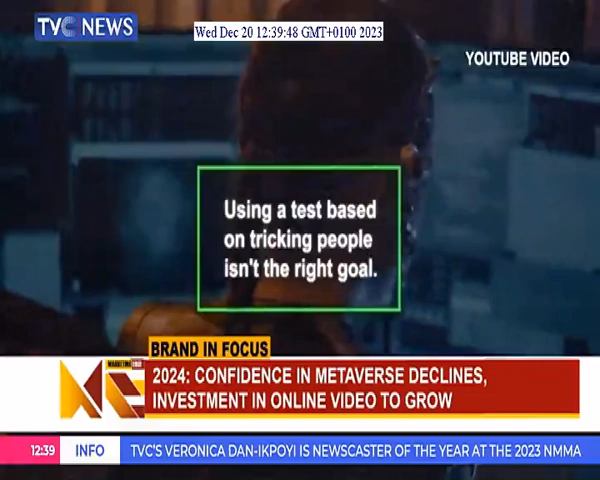 TVC NEWS
Wed Dec 20 12:39:48 GMT+0100 2023
YOUTUBE VIDEO
Using a test based
on tricking people
isn't the right goal.
BRAND IN FOCUS
2024: CONFIDENCE IN METAVERSE DECLINES,
INVESTMENT IN ONLINE VIDEO TO GROW
12:39 INFO TVC'S VERONICA DAN-IKPOYI IS NEWSCASTER OF THE YEAR AT THE 2023 NMMA